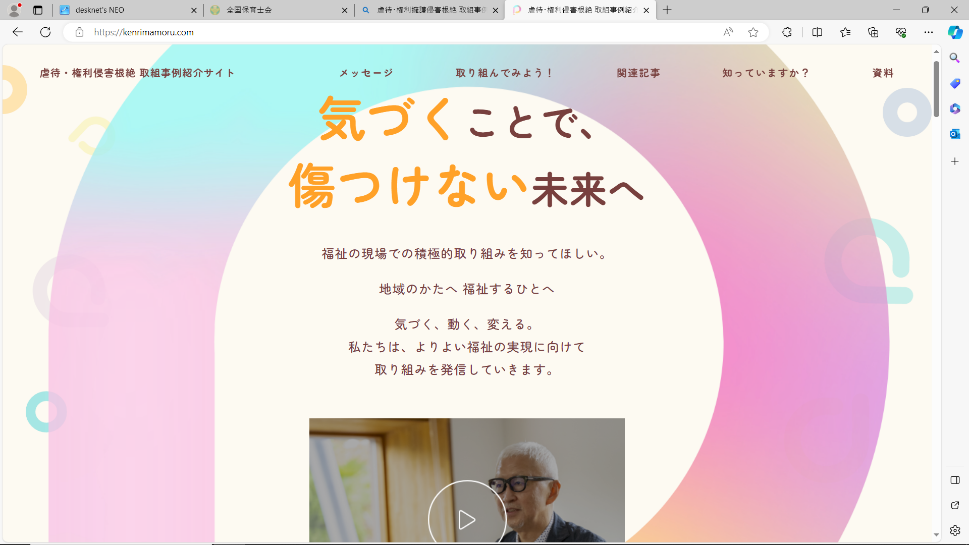 desknet's NEO
全国保育士会
虐待･権利擁護侵害根絶 取組事例
虐待･権利侵害根絶 取組事例紹介
https://kenrimamoru.com
虐待・権利侵害根絶 取組事例紹介サイト
メッセージ
取り組んでみよう！
関連記事
知っていますか？
資料
気づくことで、
傷つけない未来へ
福祉の現場での積極的取り組みを知ってほしい。
地域のかたへ 福祉するひとへ
気づく、動く、変える。
私たちは、よりよい福祉の実現に向けて
取り組みを発信していきます。